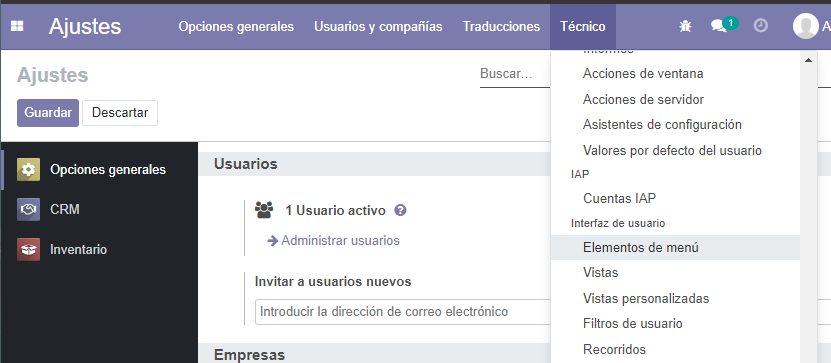 Ajustes
Opciones generales
Usuarios y compañías
Traducciones
Técnico
1
A
Ajustes
Buscar...
Guardar
Descartar
Opciones generales
CRM
Inventario
Usuarios
1 Usuario activo
Administrar usuarios
Invitar a usuarios nuevos
Introducir la dirección de correo electrónico
Empresas
Informes
Acciones de ventana
Acciones de servidor
Asistentes de configuración
Valores por defecto del usuario
IAP
Cuentas IAP
Interfaz de usuario
Elementos de menú
Vistas
Vistas personalizadas
Filtros de usuario
Recorridos